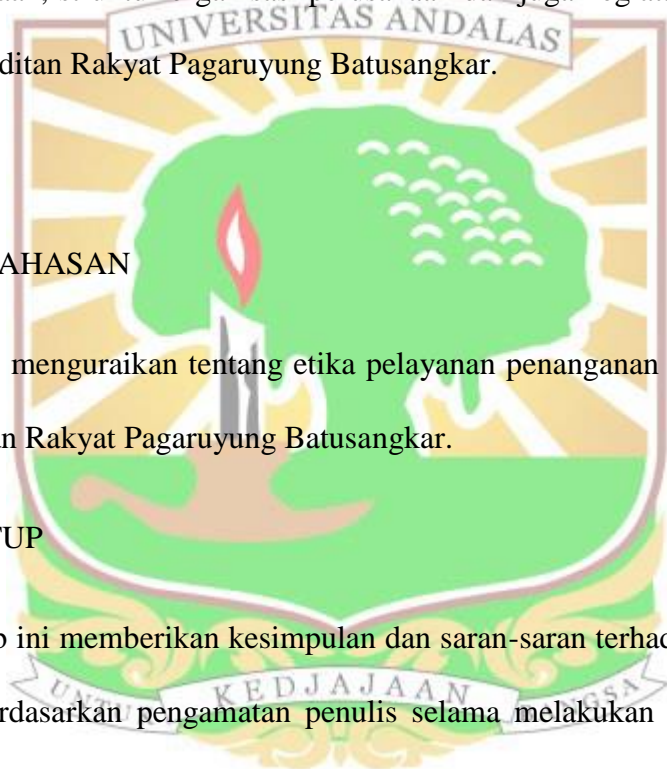 UNIVERSITAS ANDALAS
ditan Rakyat Pagaruyung Batusangkar.
AHASAN
menguraikan tentang etika pelayanan penanganan
n Rakyat Pagaruyung Batusangkar.
TUP
ini memberikan kesimpulan dan saran-saran terhad
KEDJAJAAN
rdasarkan pengamatan penulis selama melakukan